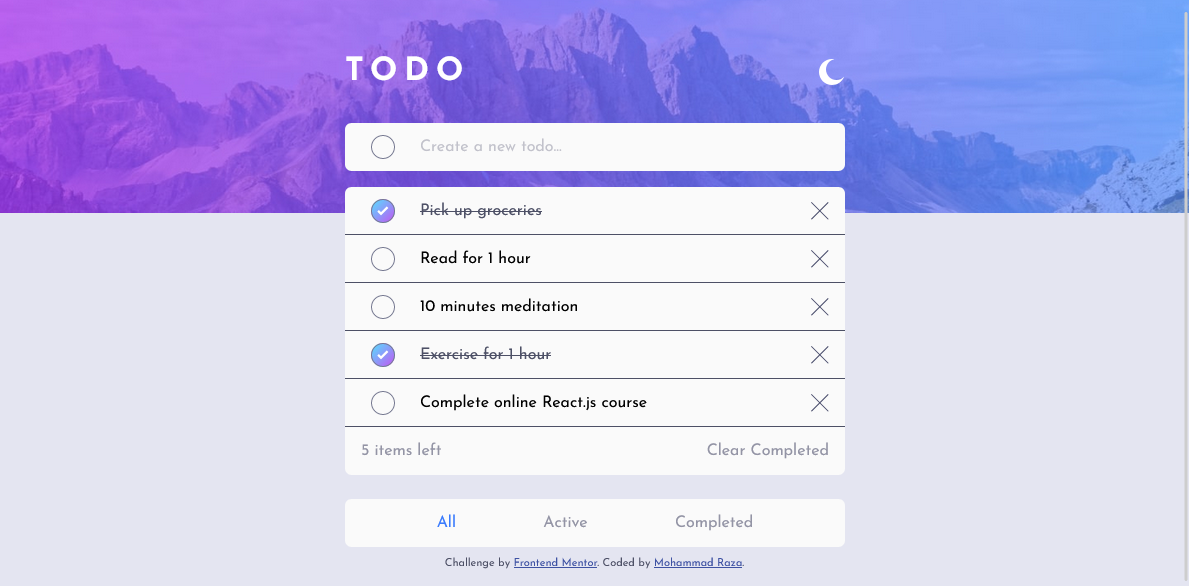 TODO
Create a new todo...
Pick up groceries
Read for 1 hour
10 minutes meditation
Exercise for 1 hour
Complete online React.js course
5 items left Clear Completed
All Active Completed
Challenge by Frontend Mentor. Coded by Mohammad Raza.